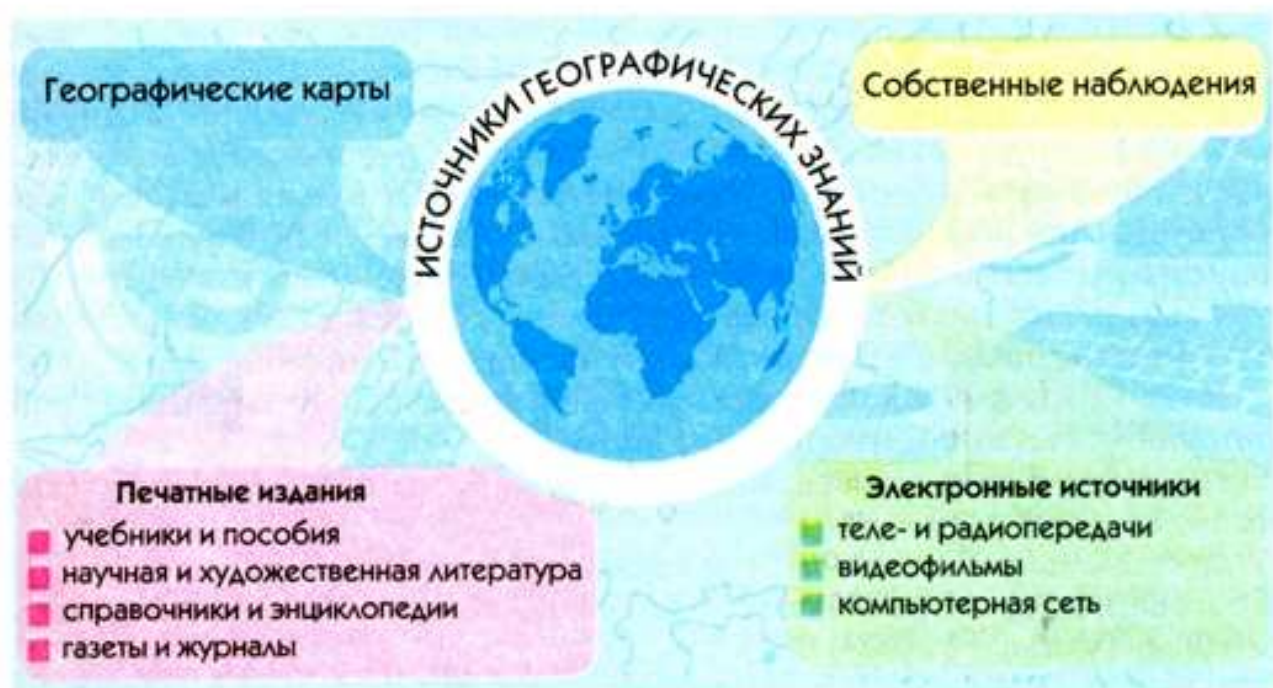 ИСТОЧНИКИ ГЕОГРАФИЧЕСКИХ ЗНАНИЙ
Географические карты
Собственные наблюдения
Печатные издания
учебники и пособия
научная и художественная литература
справочники и энциклопедии
газеты и журналы
Электронные источники
теле- и радиопередачи
видеофильмы
компьютерная сеть